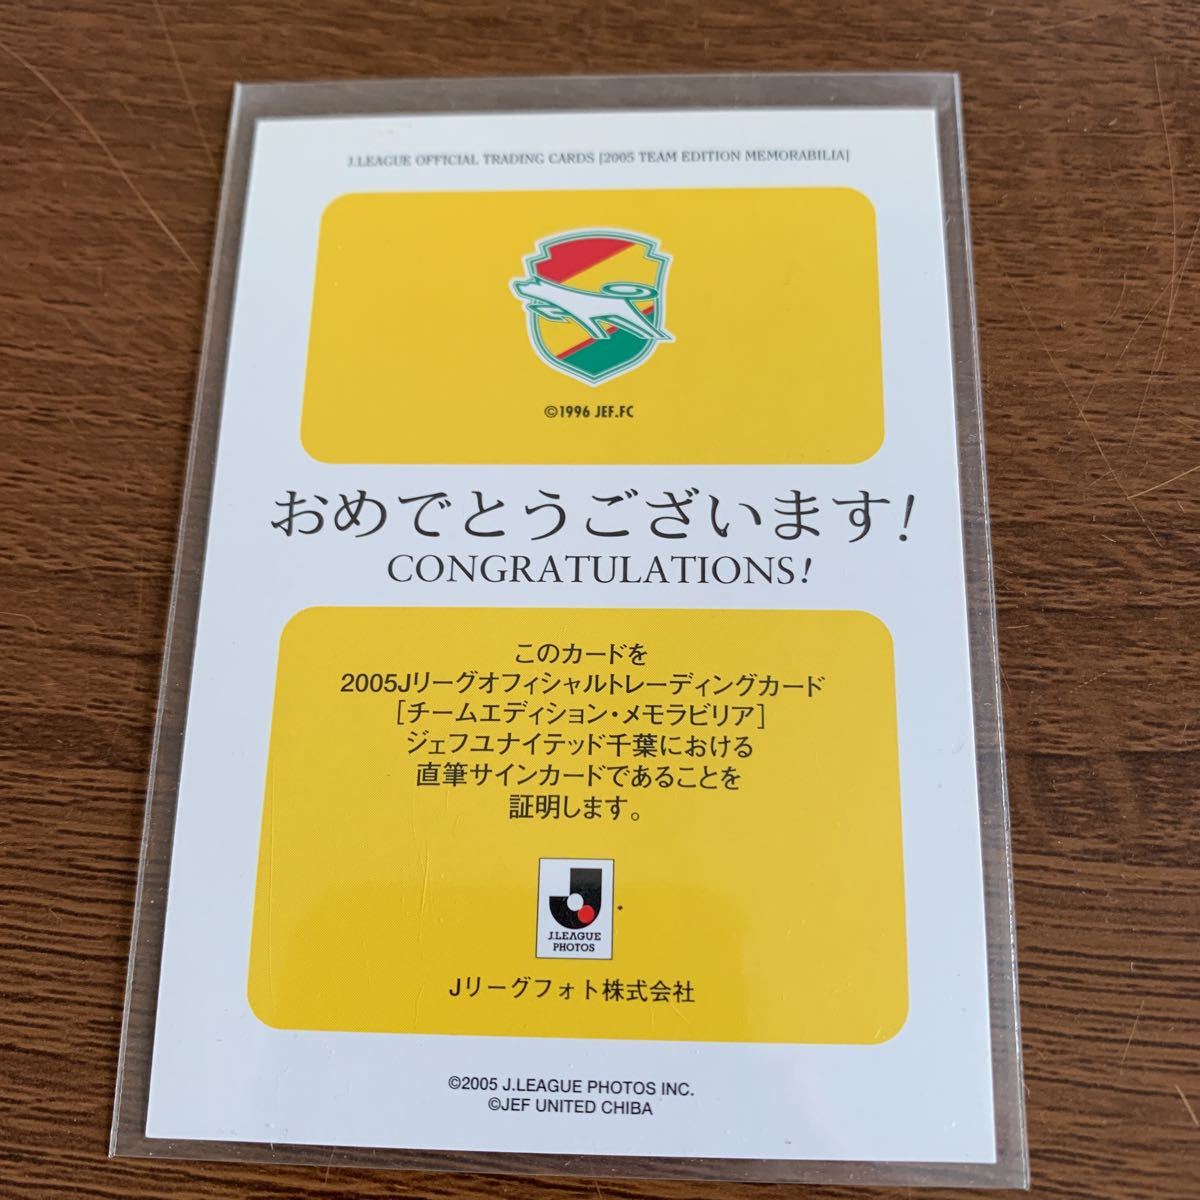 J.LEAGUE OFFICIAL TRADING CARDS [2005 TEAM EDITION MEMORABILIA]
©1996 JEF.FC
おめでとうございます!
CONGRATULATIONS!
このカードを
2005Jリーグオフィシャルトレーディングカード
[チームエディション・メモラビリア]
ジェフユナイテッド千葉における
直筆サインカードであることを
証明します。
J.LEAGUE
PHOTOS
Jリーグフォト株式会社
©2005 J.LEAGUE PHOTOS INC.
©JEF UNITED CHIBA